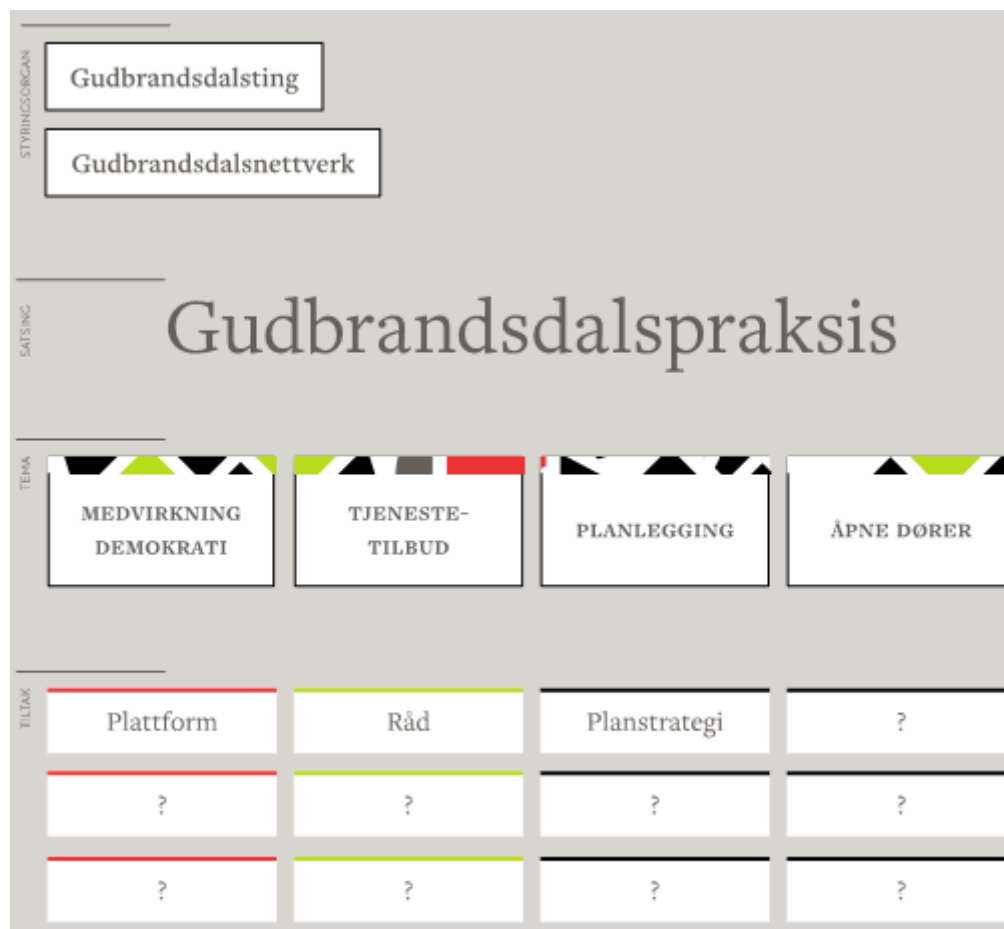 STYRINGSORGAN
Gudbrandsdalsting
Gudbrandsdalsnettverk
SATSING
Gudbrandsdalspraksis
TEMA
MEDVIRKNING
DEMOKRATI
TJENESTE-
TILBUD
PLANLEGGING
ÅPNE DØRER
TILTAK
Plattform
Råd
Planstrategi
?
?
?
?
?
?
?
?
?